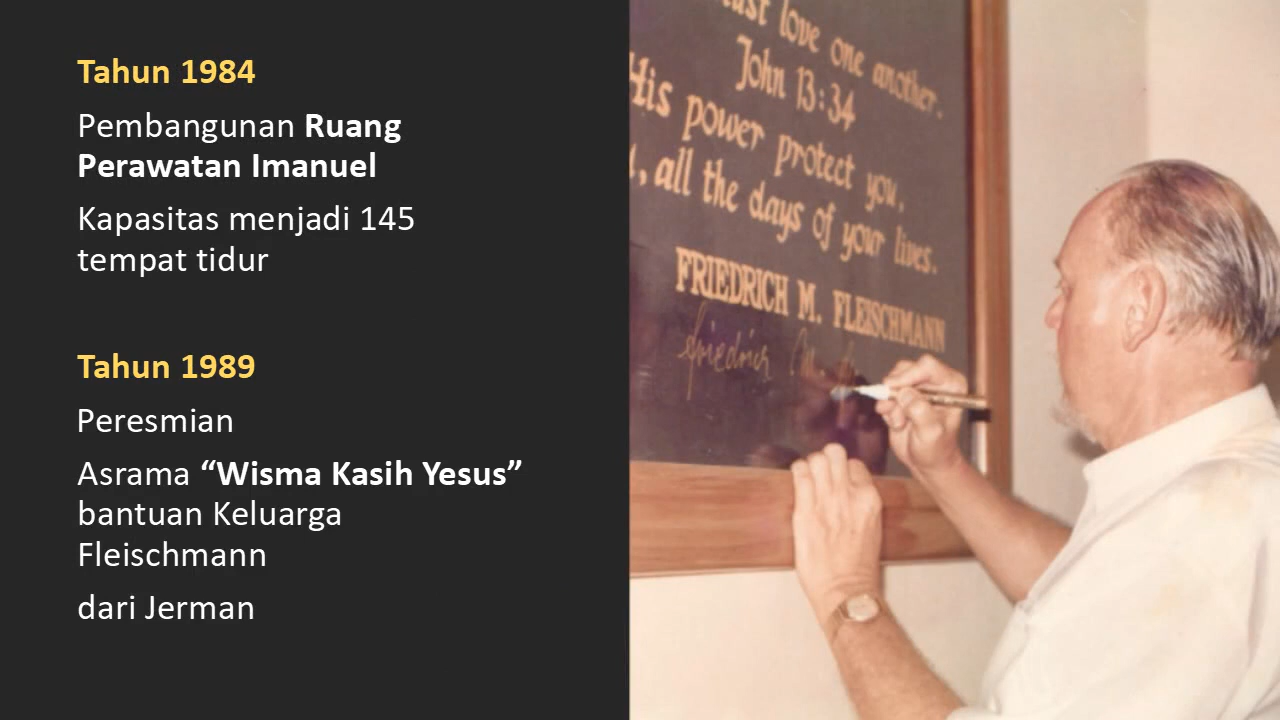 Tahun 1984
Pembangunan Ruang
Perawatan Imanuel
Kapasitas menjadi 145
tempat tidur
Tahun 1989
Peresmian
Asrama “Wisma Kasih Yesus”
bantuan Keluarga
Fleischmann
dari Jerman
love one another.
John 13:34
His power protect you,
all the days of your lives.
FRIEDRICH M. FLEISCHMANN
Friedrich M.